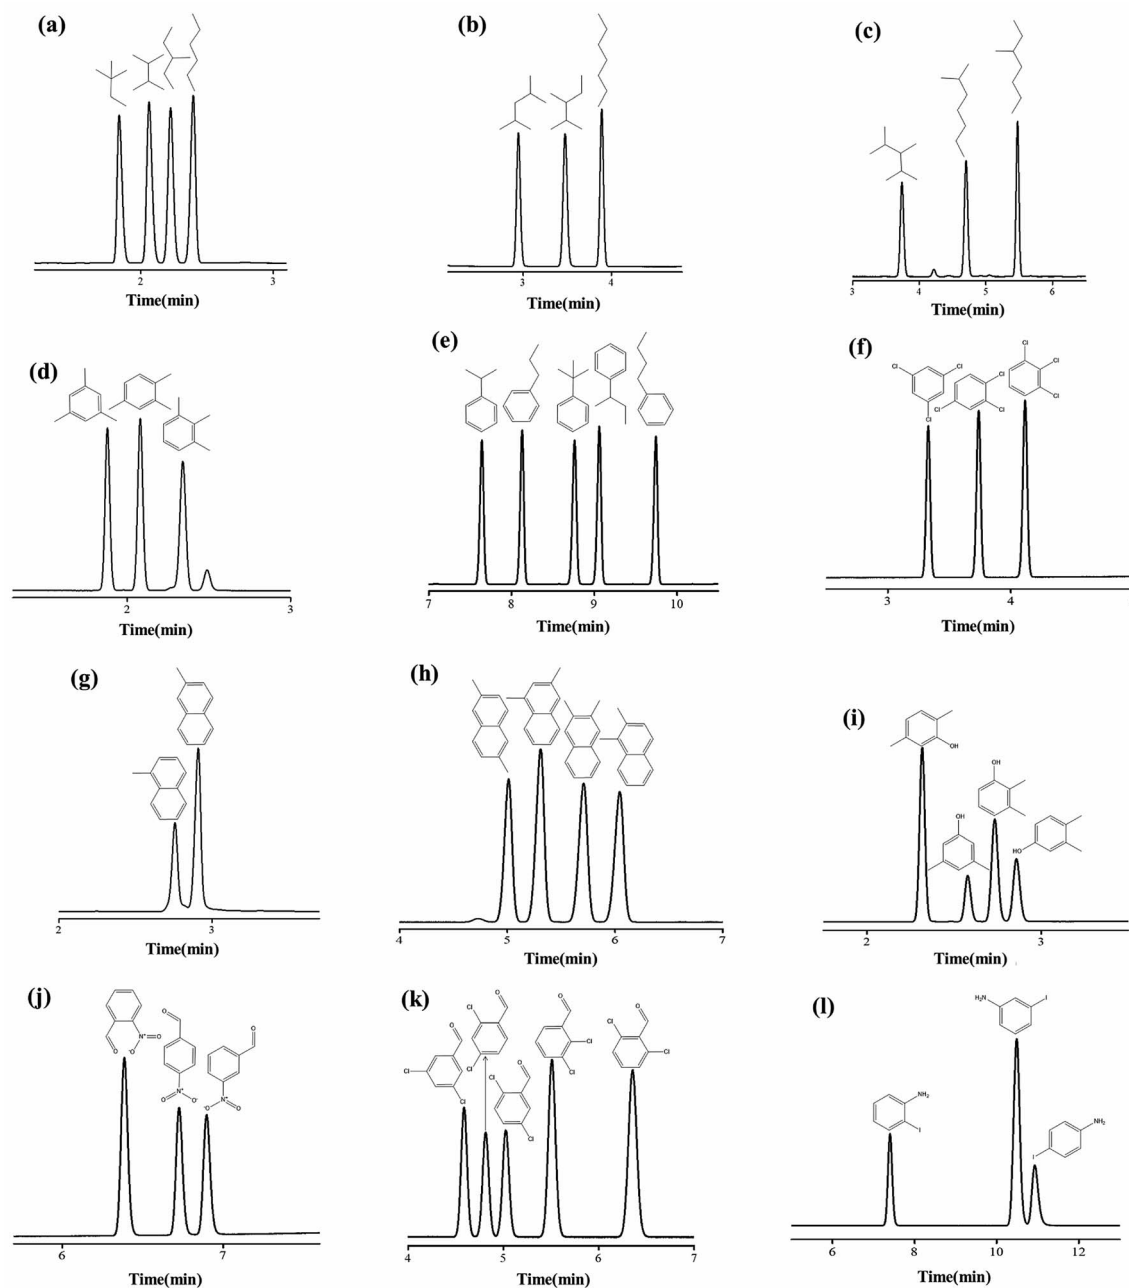 (a)
2
3
Time(min)
(b)
3
4
Time(min)
(c)
3
4
5
6
Time(min)
(d)
2
3
Time(min)
(e)
7
8
9
10
Time(min)
(f)
Cl
Cl
Cl
Cl
Cl
Cl
Cl
Cl
Cl
3
4
Time(min)
(g)
2
3
Time(min)
(h)
4
5
6
7
Time(min)
(i)
OH
OH
OH
HO
2
3
Time(min)
(j)
O
N+
O
-O
O
N+
O
O-
O
-O
N+
O
6
7
Time(min)
(k)
O
Cl
Cl
O
Cl
Cl
O
Cl
Cl
O
Cl
Cl
O
Cl
Cl
4
5
6
7
Time(min)
(l)
NH2
I
H2N
I
NH2
I
6
8
10
12
Time(min)